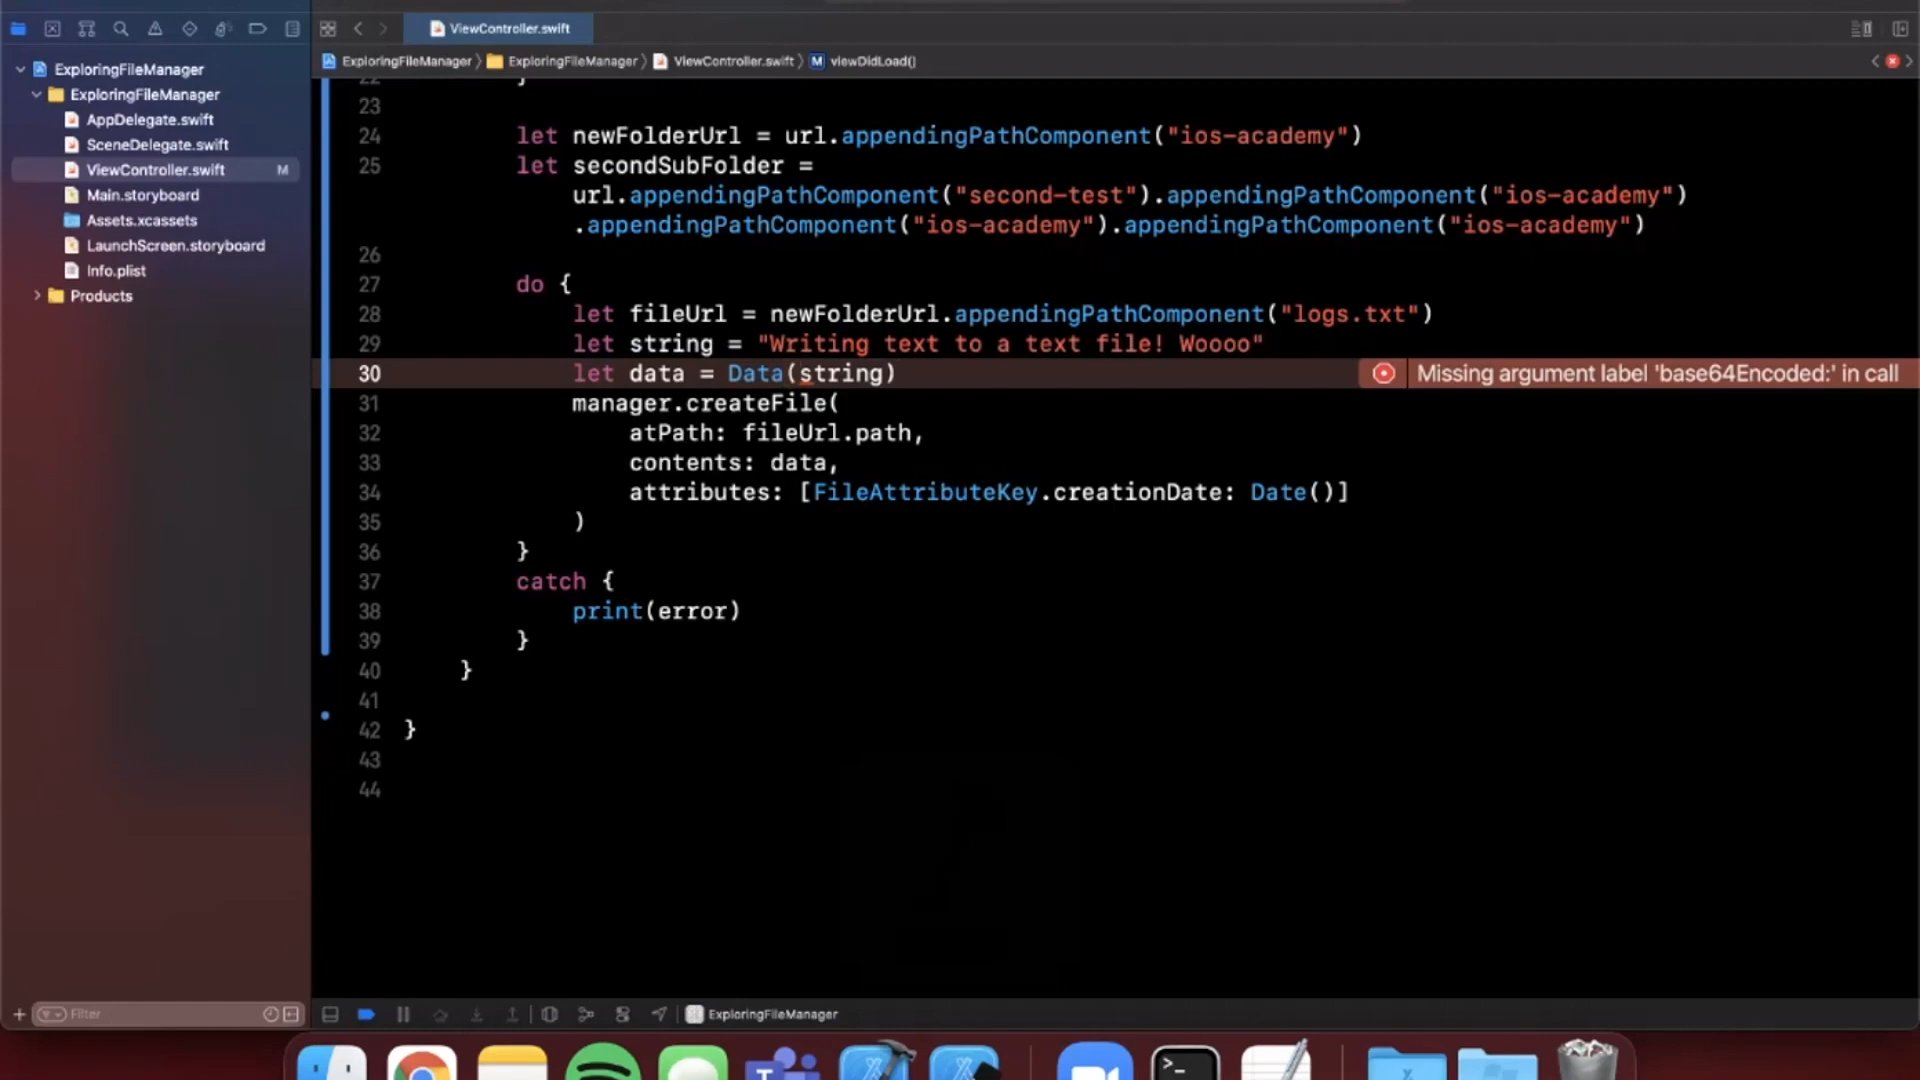 ViewController.swift
ExploringFileManager
ExploringFileManager
ViewController.swift
viewDidLoad()
ExploringFileManager
ExploringFileManager
AppDelegate.swift
SceneDelegate.swift
ViewController.swift M
Main.storyboard
Assets.xcassets
LaunchScreen.storyboard
Info.plist
Products
Filter
22 }
23
24 let newFolderUrl = url.appendingPathComponent("ios-academy")
25 let secondSubFolder =
url.appendingPathComponent("second-test").appendingPathComponent("ios-academy")
.appendingPathComponent("ios-academy").appendingPathComponent("ios-academy")
26
27 do {
28 let fileUrl = newFolderUrl.appendingPathComponent("logs.txt")
29 let string = "Writing text to a text file! Woooo"
30 let data = Data(string) Missing argument label 'base64Encoded:' in call
31 manager.createFile(
32 atPath: fileUrl.path,
33 contents: data,
34 attributes: [FileAttributeKey.creationDate: Date()]
35 )
36 }
37 catch {
38 print(error)
39 }
40 }
41
42 }
43
44
ExploringFileManager